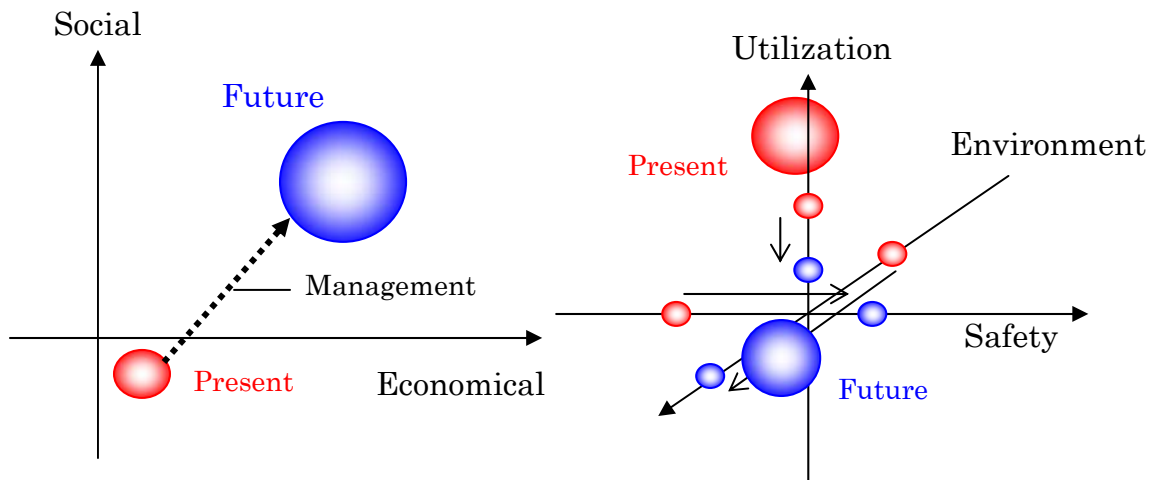 Social
Future
Management
Present
Economical
Utilization
Environment
Present
Safety
Future